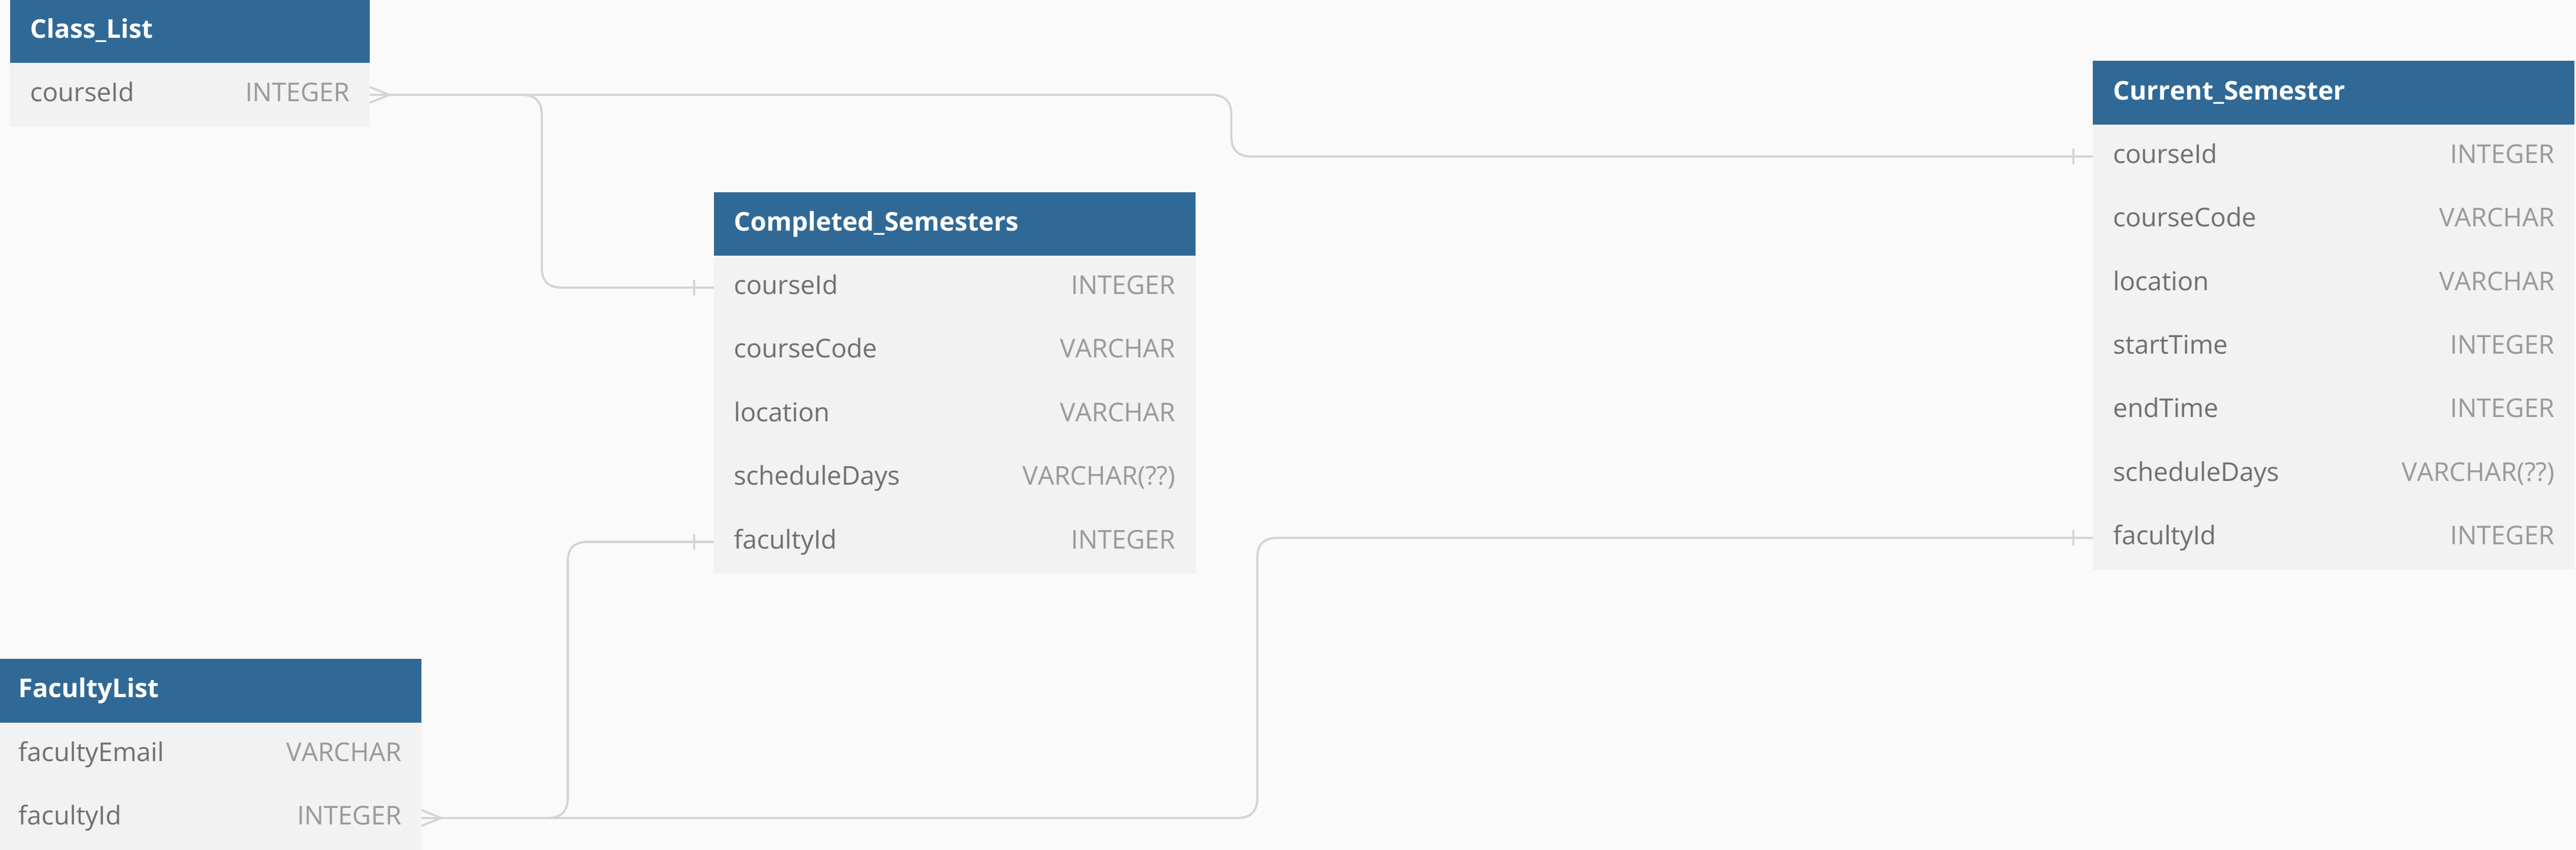 Class_List
courseId INTEGER
Current_Semester
courseId INTEGER
courseCode VARCHAR
location VARCHAR
startTime INTEGER
endTime INTEGER
scheduleDays VARCHAR(??)
facultyId INTEGER
Completed_Semesters
courseId INTEGER
courseCode VARCHAR
location VARCHAR
scheduleDays VARCHAR(??)
facultyId INTEGER
FacultyList
facultyEmail VARCHAR
facultyId INTEGER